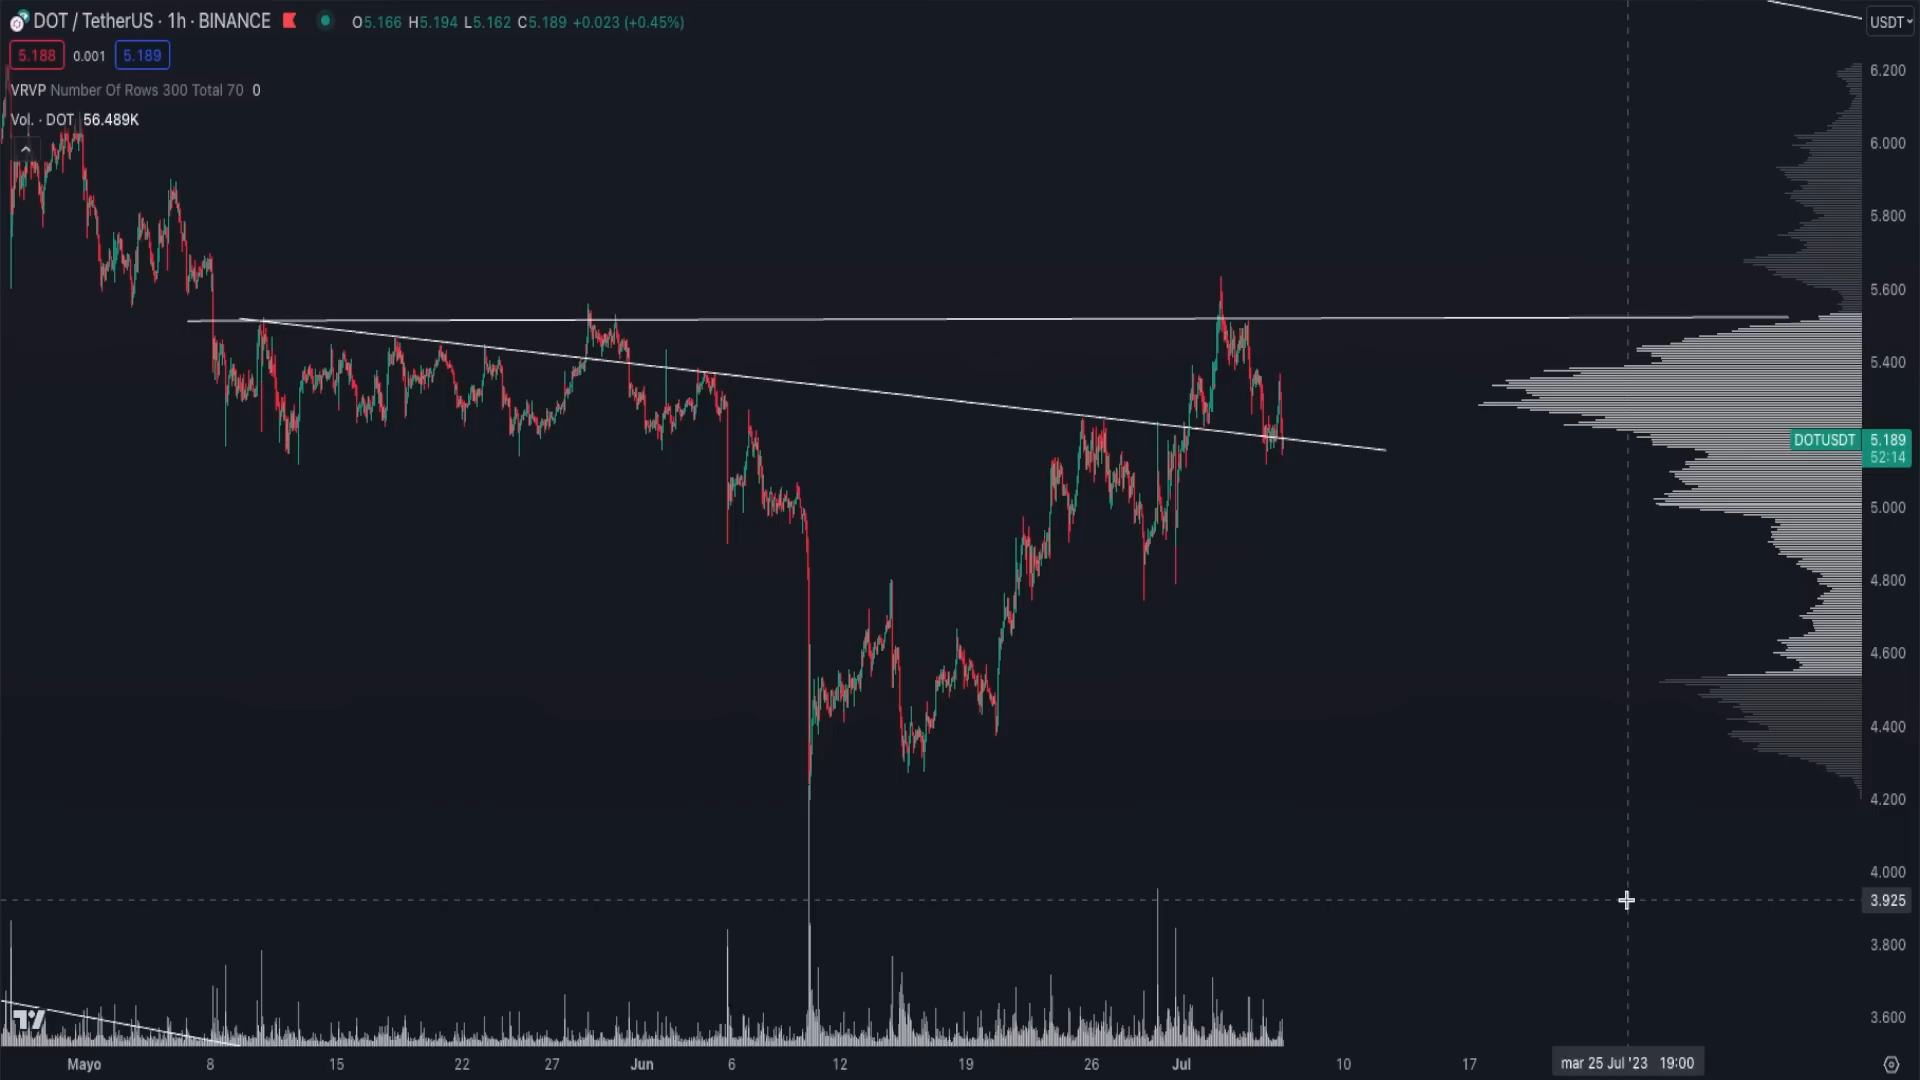 DOT / TetherUS · 1h · BINANCE O5.166 H5.194 L5.162 C5.189 +0.023 (+0.45%)
USDT
5.188 0.001 5.189
VRVP Number Of Rows 300 Total 70 0
Vol. · DOT 56.489K
6.200
6.000
5.800
5.600
5.400
DOTUSDT 5.189
52:14
5.000
4.800
4.600
4.400
4.200
4.000
3.925
3.800
3.600
Mayo 8 15 22 27 Jun 6 12 19 26 Jul 10 17 mar 25 Jul '23 19:00